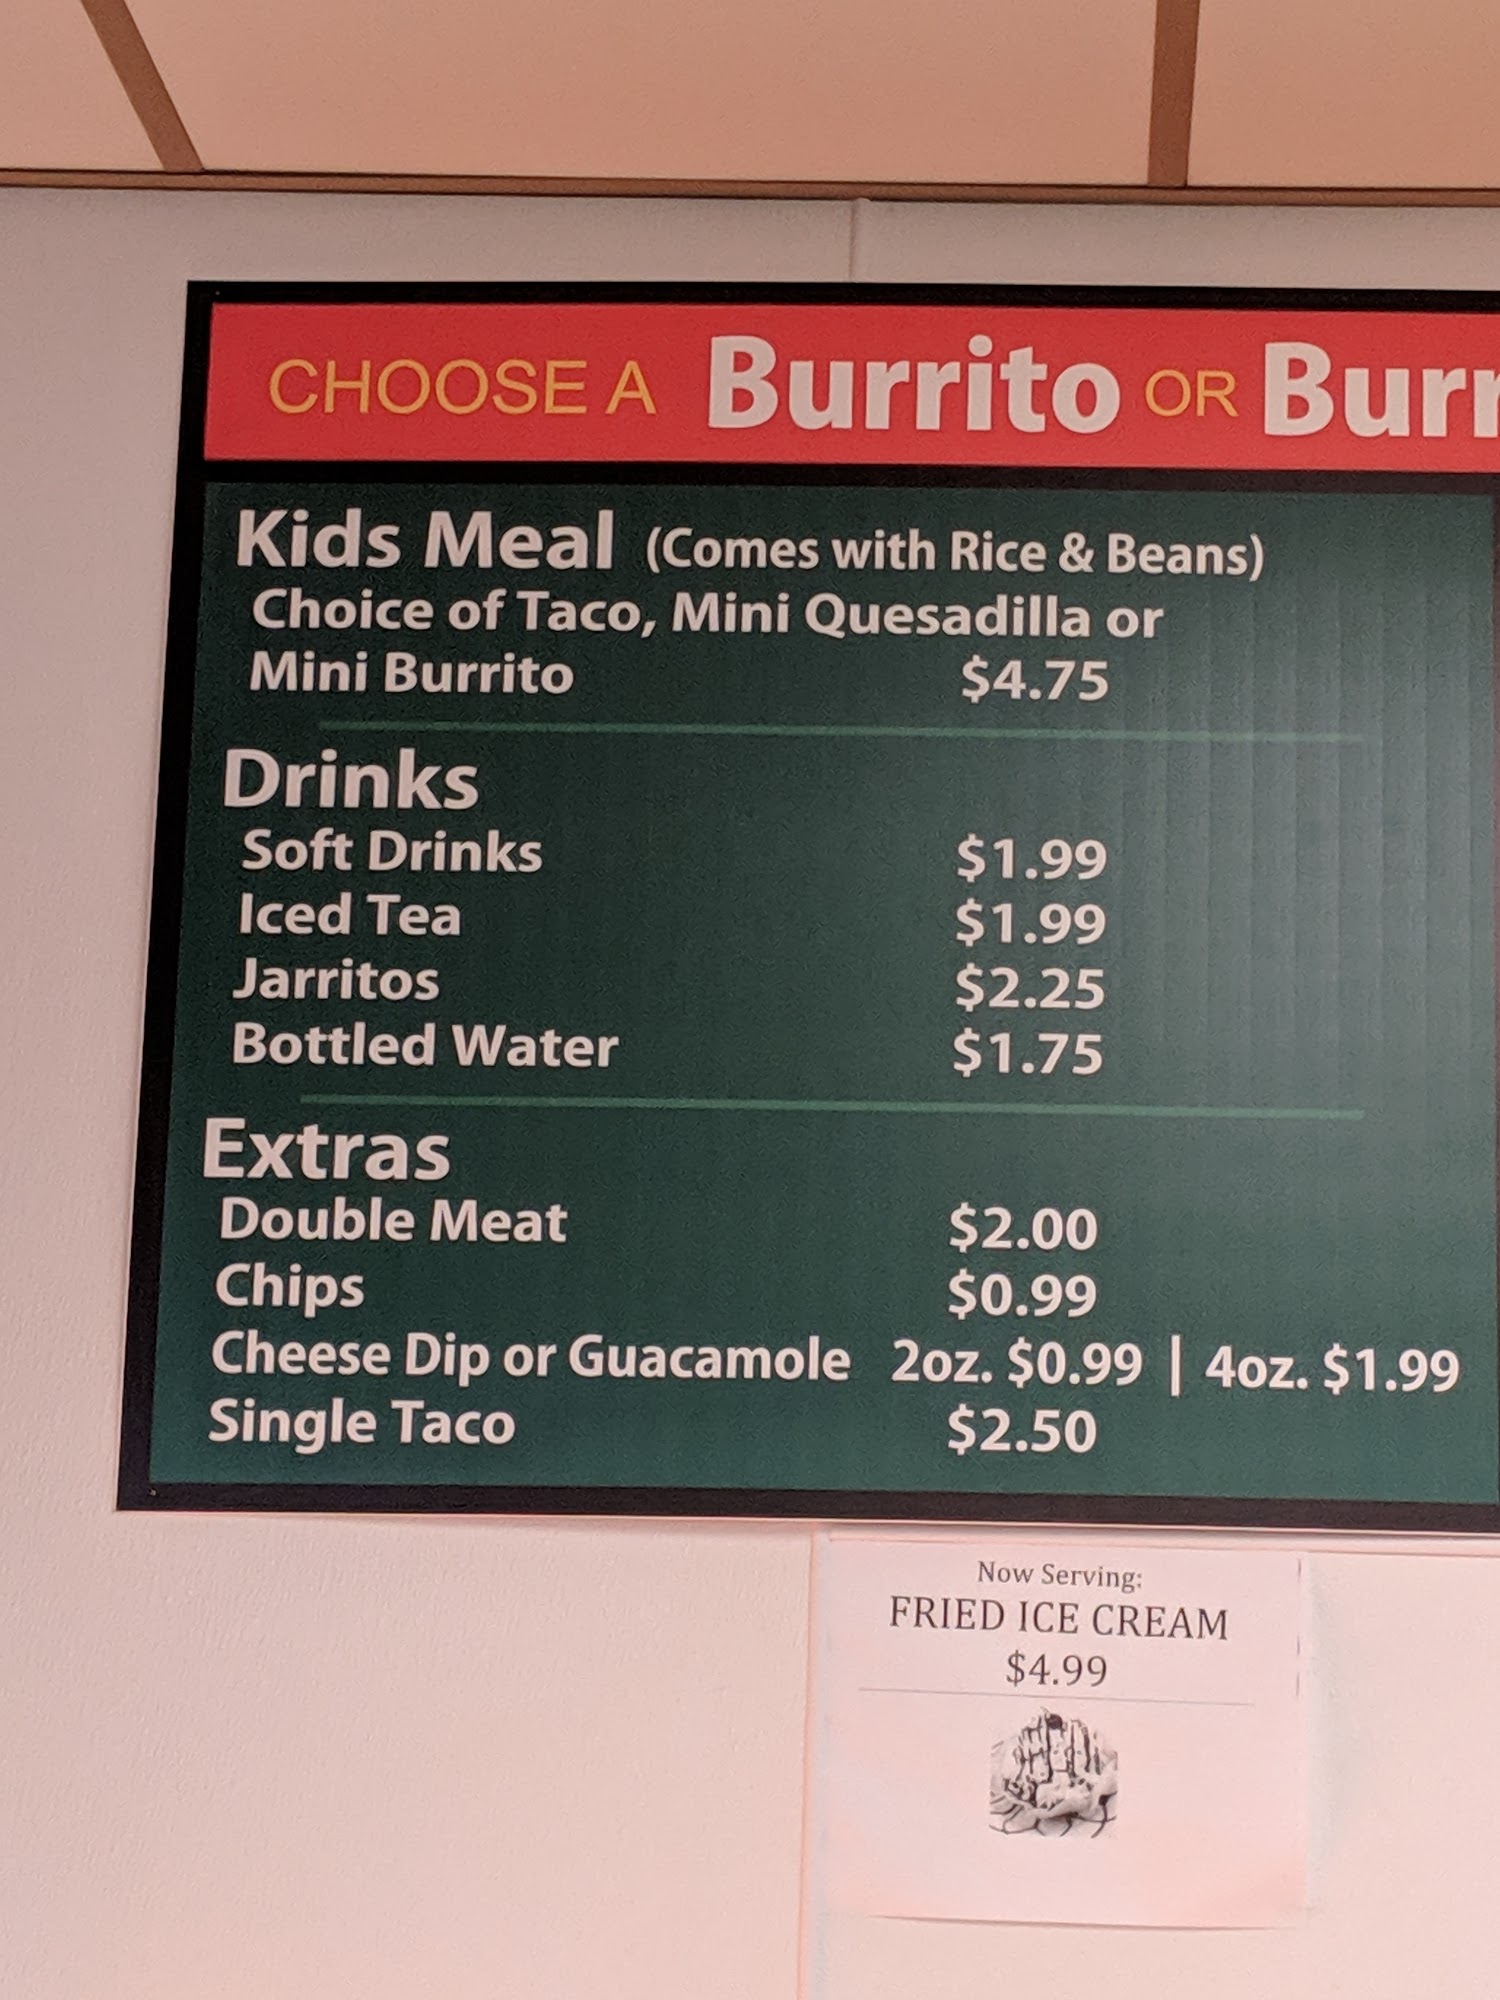 CHOOSE A Burrito OR Burr
Kids Meal (Comes with Rice & Beans)
Choice of Taco, Mini Quesadilla or
Mini Burrito $4.75
Drinks
Soft Drinks $1.99
Iced Tea $1.99
Jarritos $2.25
Bottled Water $1.75
Extras
Double Meat $2.00
Chips $0.99
Cheese Dip or Guacamole 2oz. $0.99 | 4oz. $1.99
Single Taco $2.50
Now Serving:
FRIED ICE CREAM
$4.99